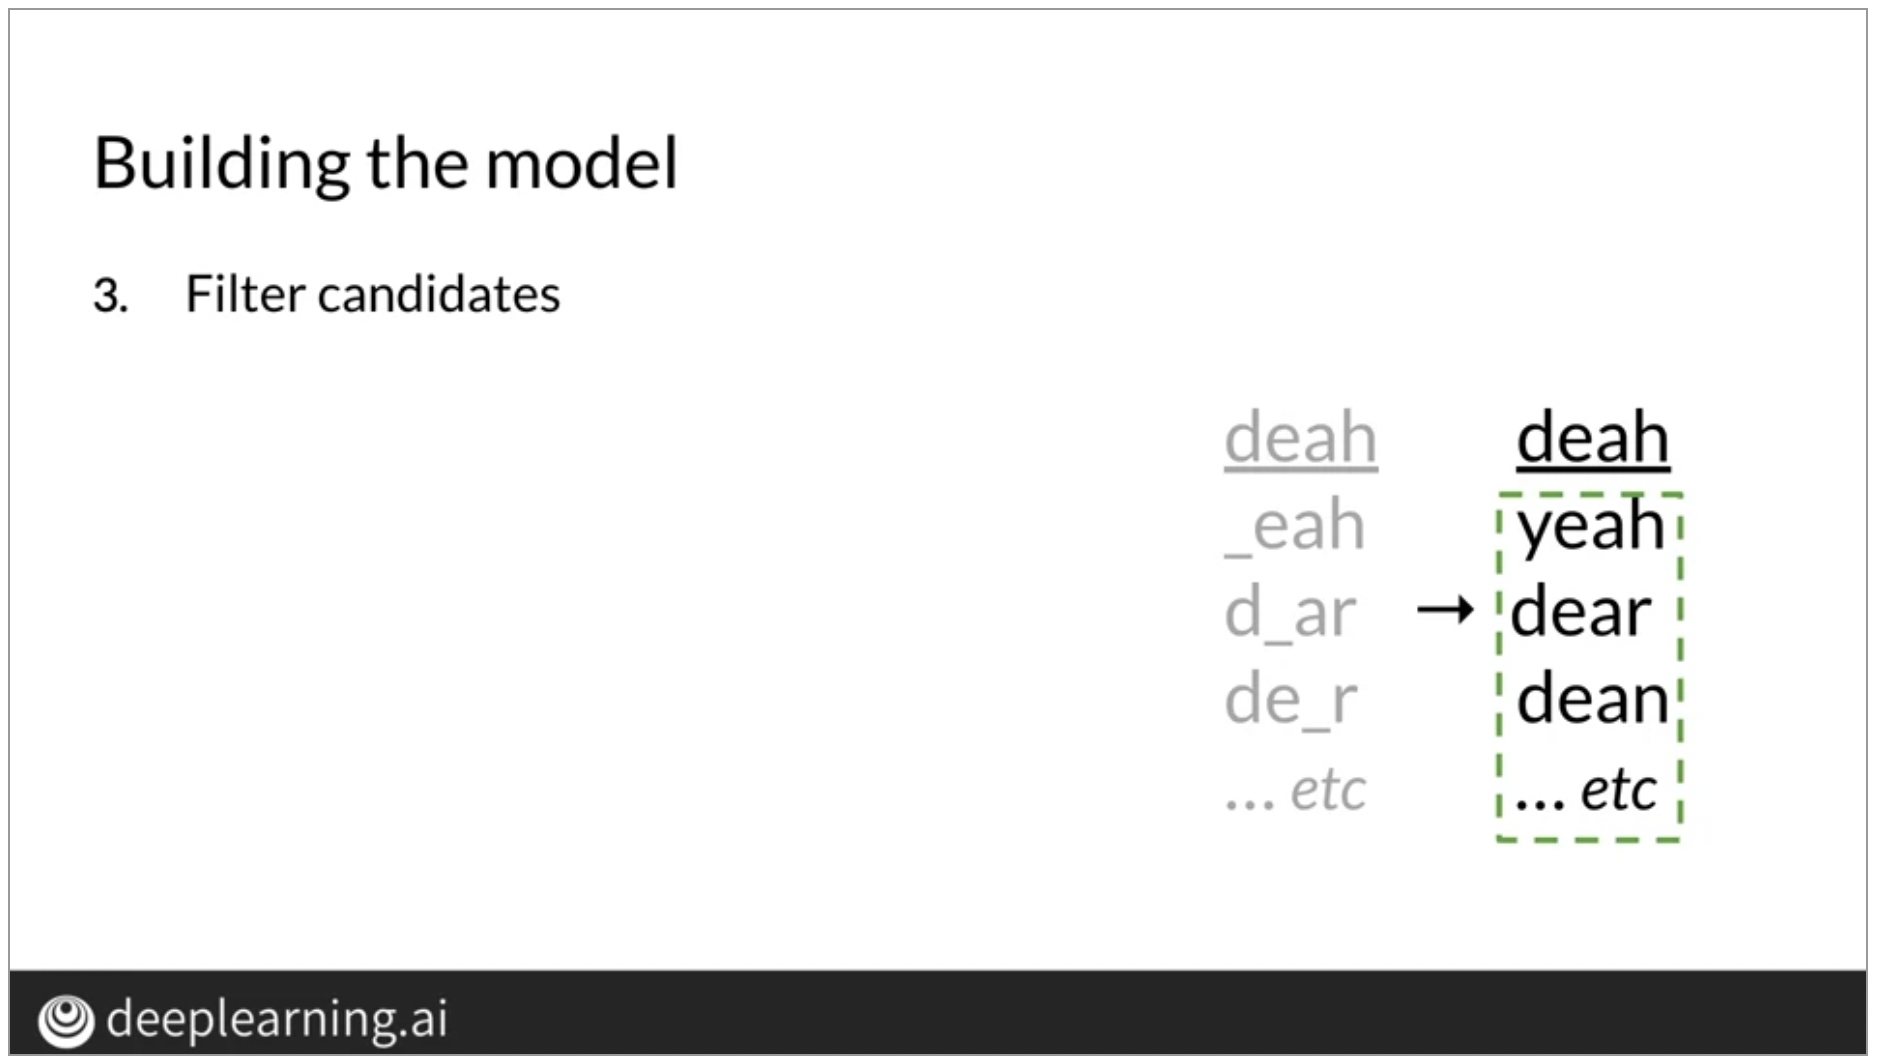 Building the model
3. Filter candidates
deah deah
_eah yeah
d_ar → dear
de_r dean
... etc ... etc
deeplearning.ai